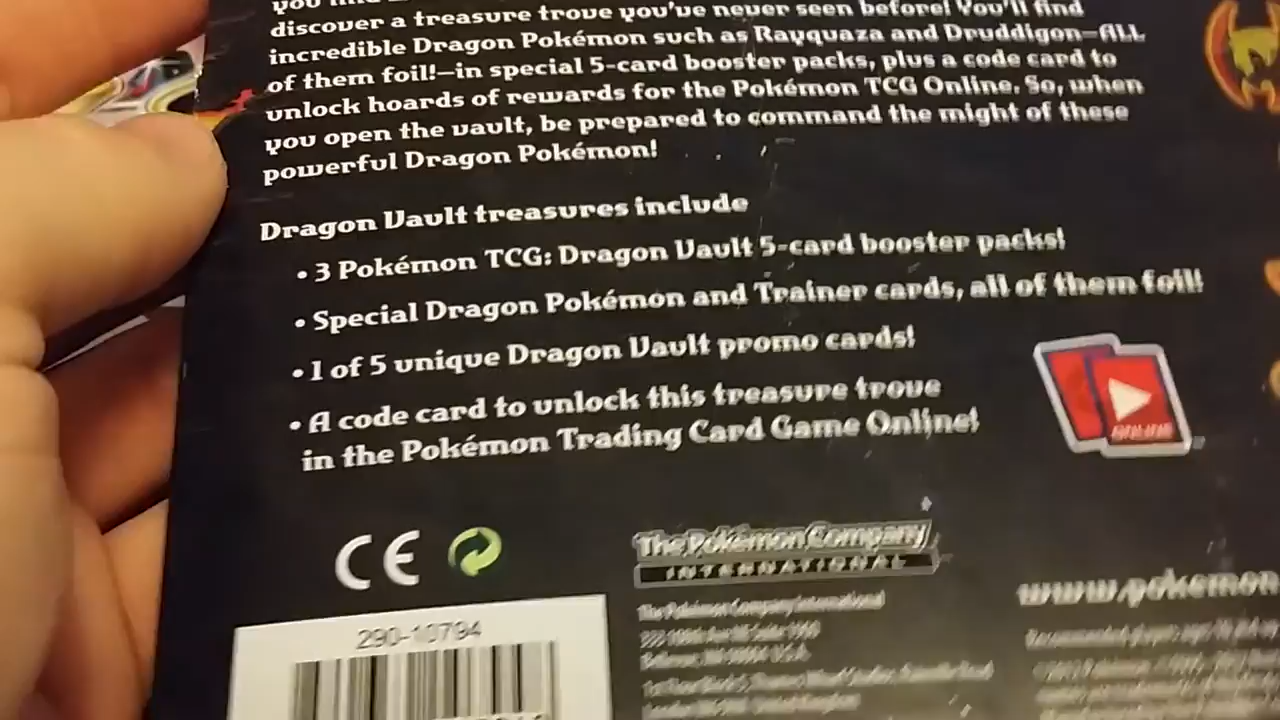 discover a treasure trove you've never seen before! You'll find
incredible Dragon Pokémon such as Rayquaza and Druddigon—ALL
of them foil!—in special 5-card booster packs, plus a code card to
unlock hoards of rewards for the Pokémon TCG Online. So, when
you open the vault, be prepared to command the might of these
powerful Dragon Pokémon!
Dragon Vault treasures include
• 3 Pokémon TCG: Dragon Vault 5-card booster packs!
• Special Dragon Pokémon and Trainer cards, all of them foil!
• 1 of 5 unique Dragon Vault promo cards!
• A code card to unlock this treasure trove
in the Pokémon Trading Card Game Online!
ONLINE
CE
The Pokémon Company
INTERNATIONAL
The Pokémon Company International
www.pokemon
290-10794